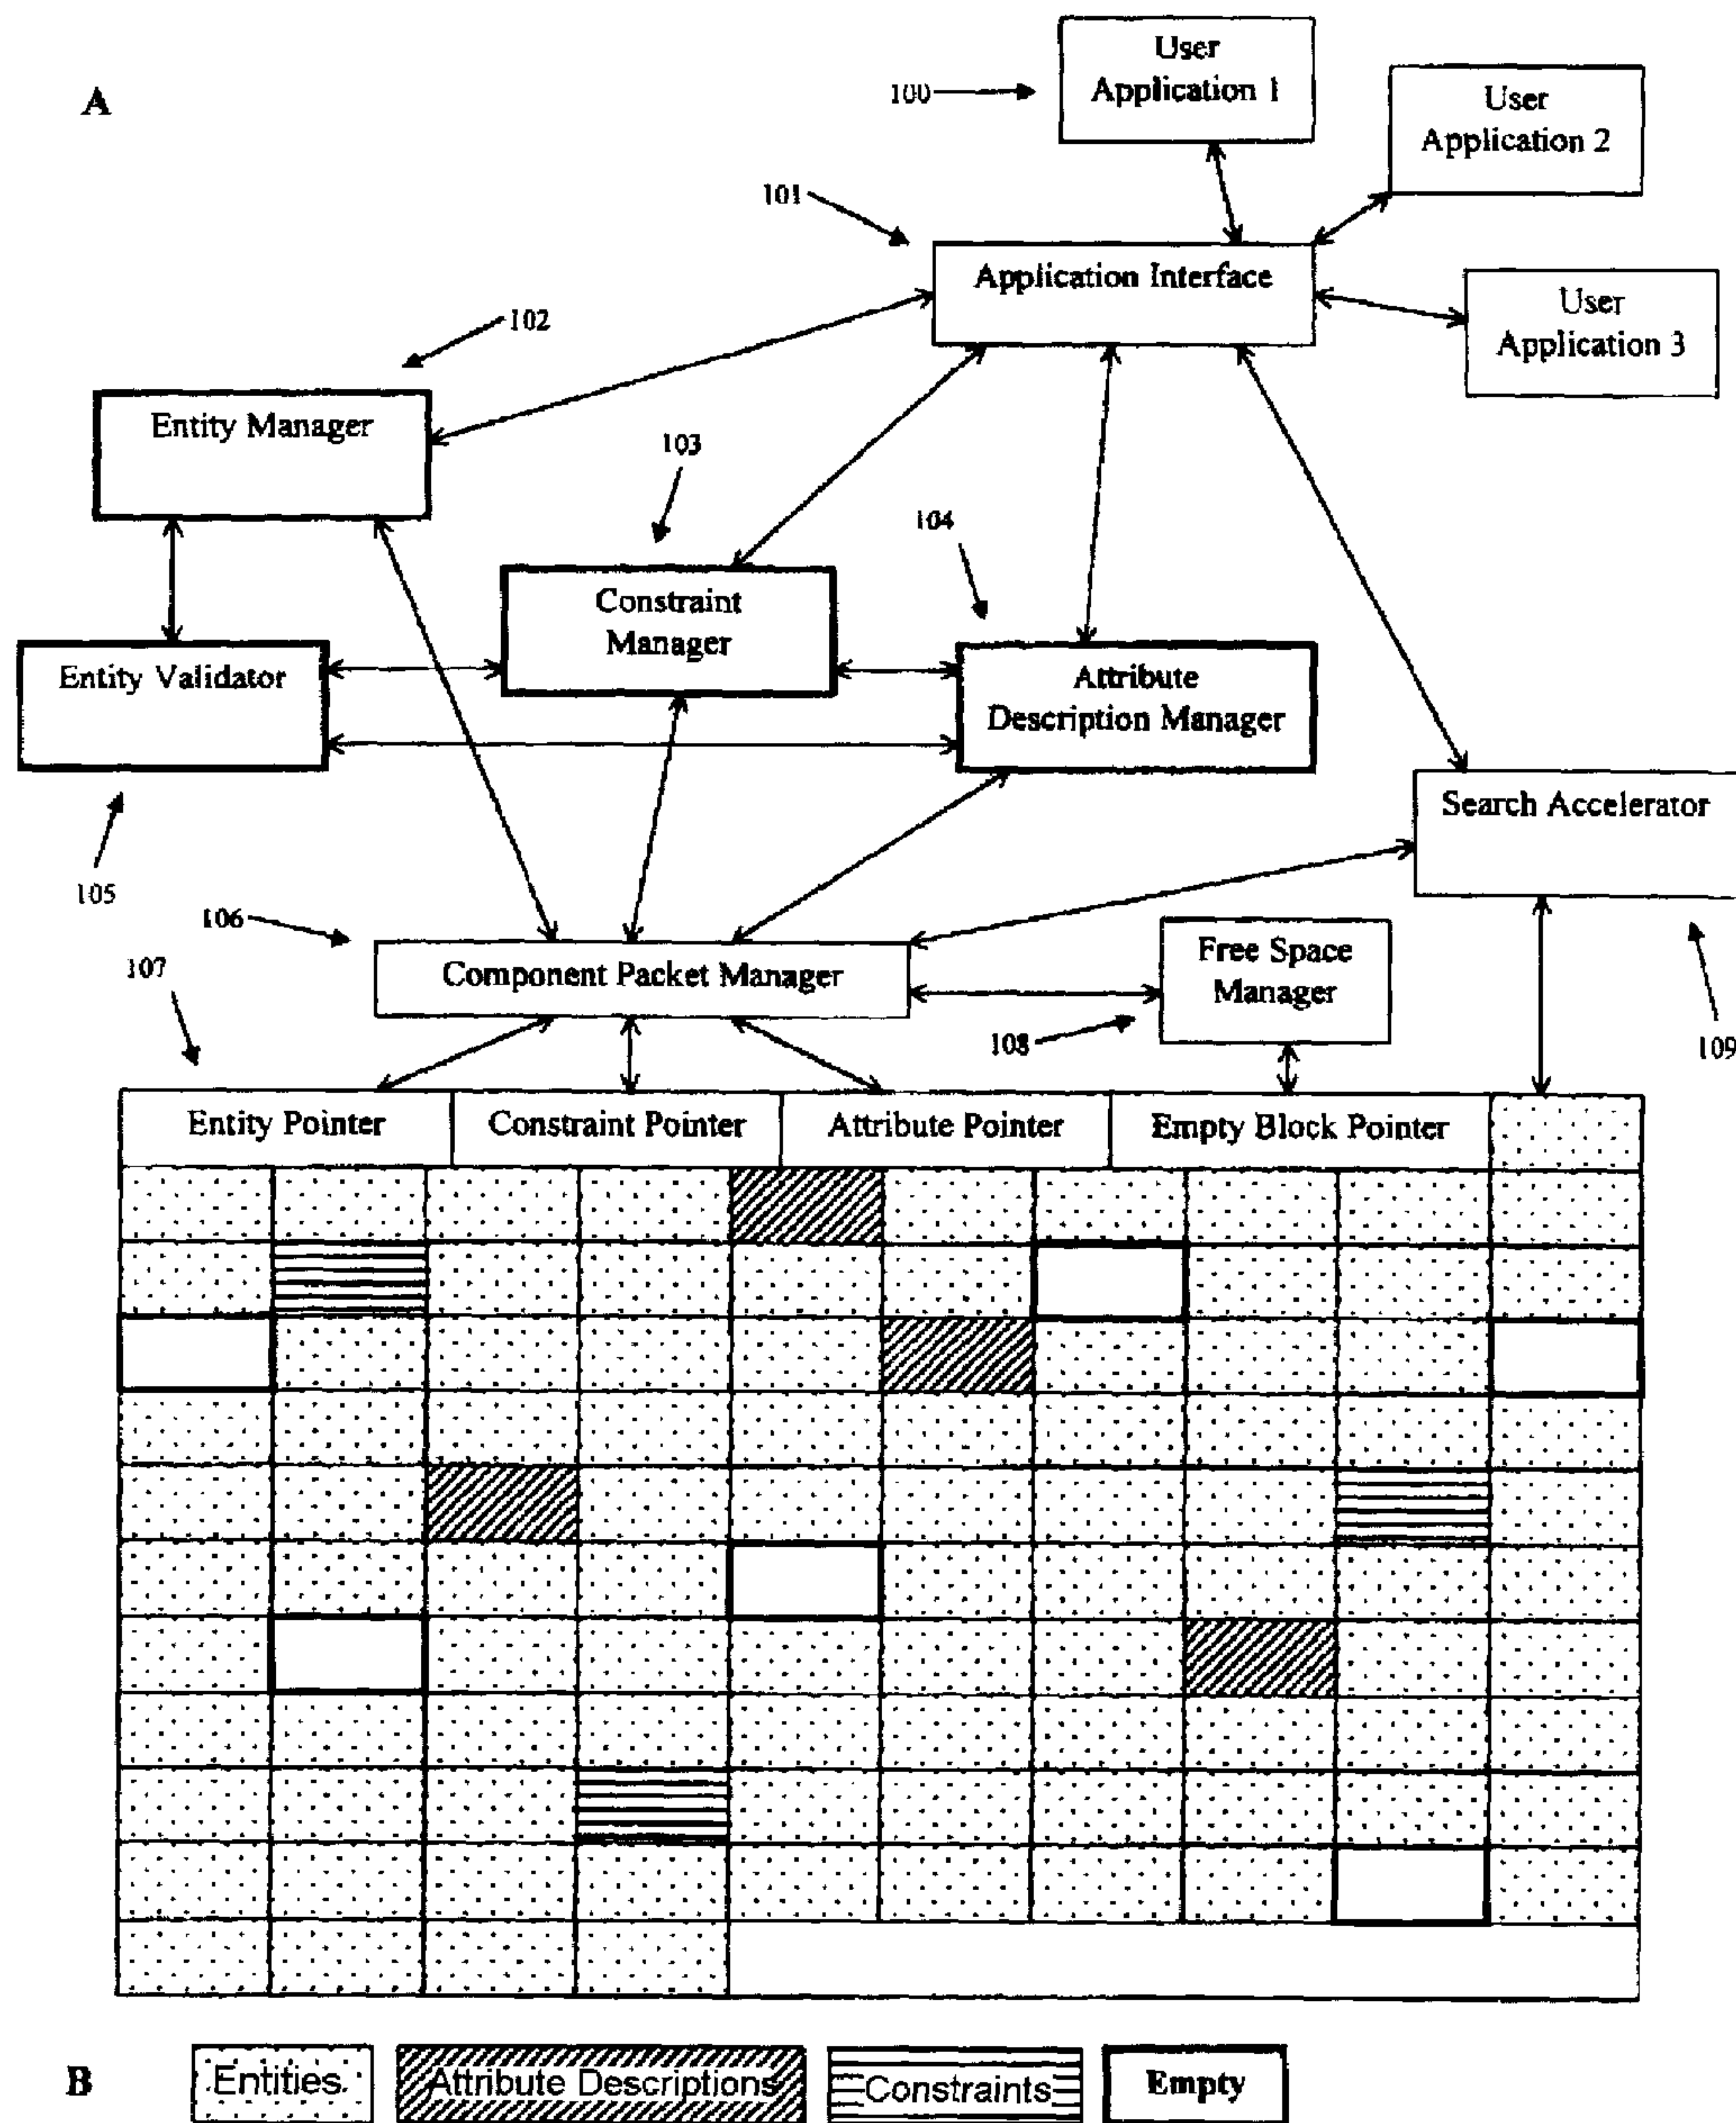 User
Application 1
100
A
User
Application 2
101
Application Interface
User
Application 3
102
Entity Manager
103
104
Constraint
Manager
Entity Validator
Attribute
Description Manager
Search Accelerator
105
106
Free Space
Manager
Component Packet Manager
107
108
109
Entity Pointer
Constraint Pointer
Attribute Pointer
Empty Block Pointer
B
Entities
Attribute Descriptions
Constraints
Empty